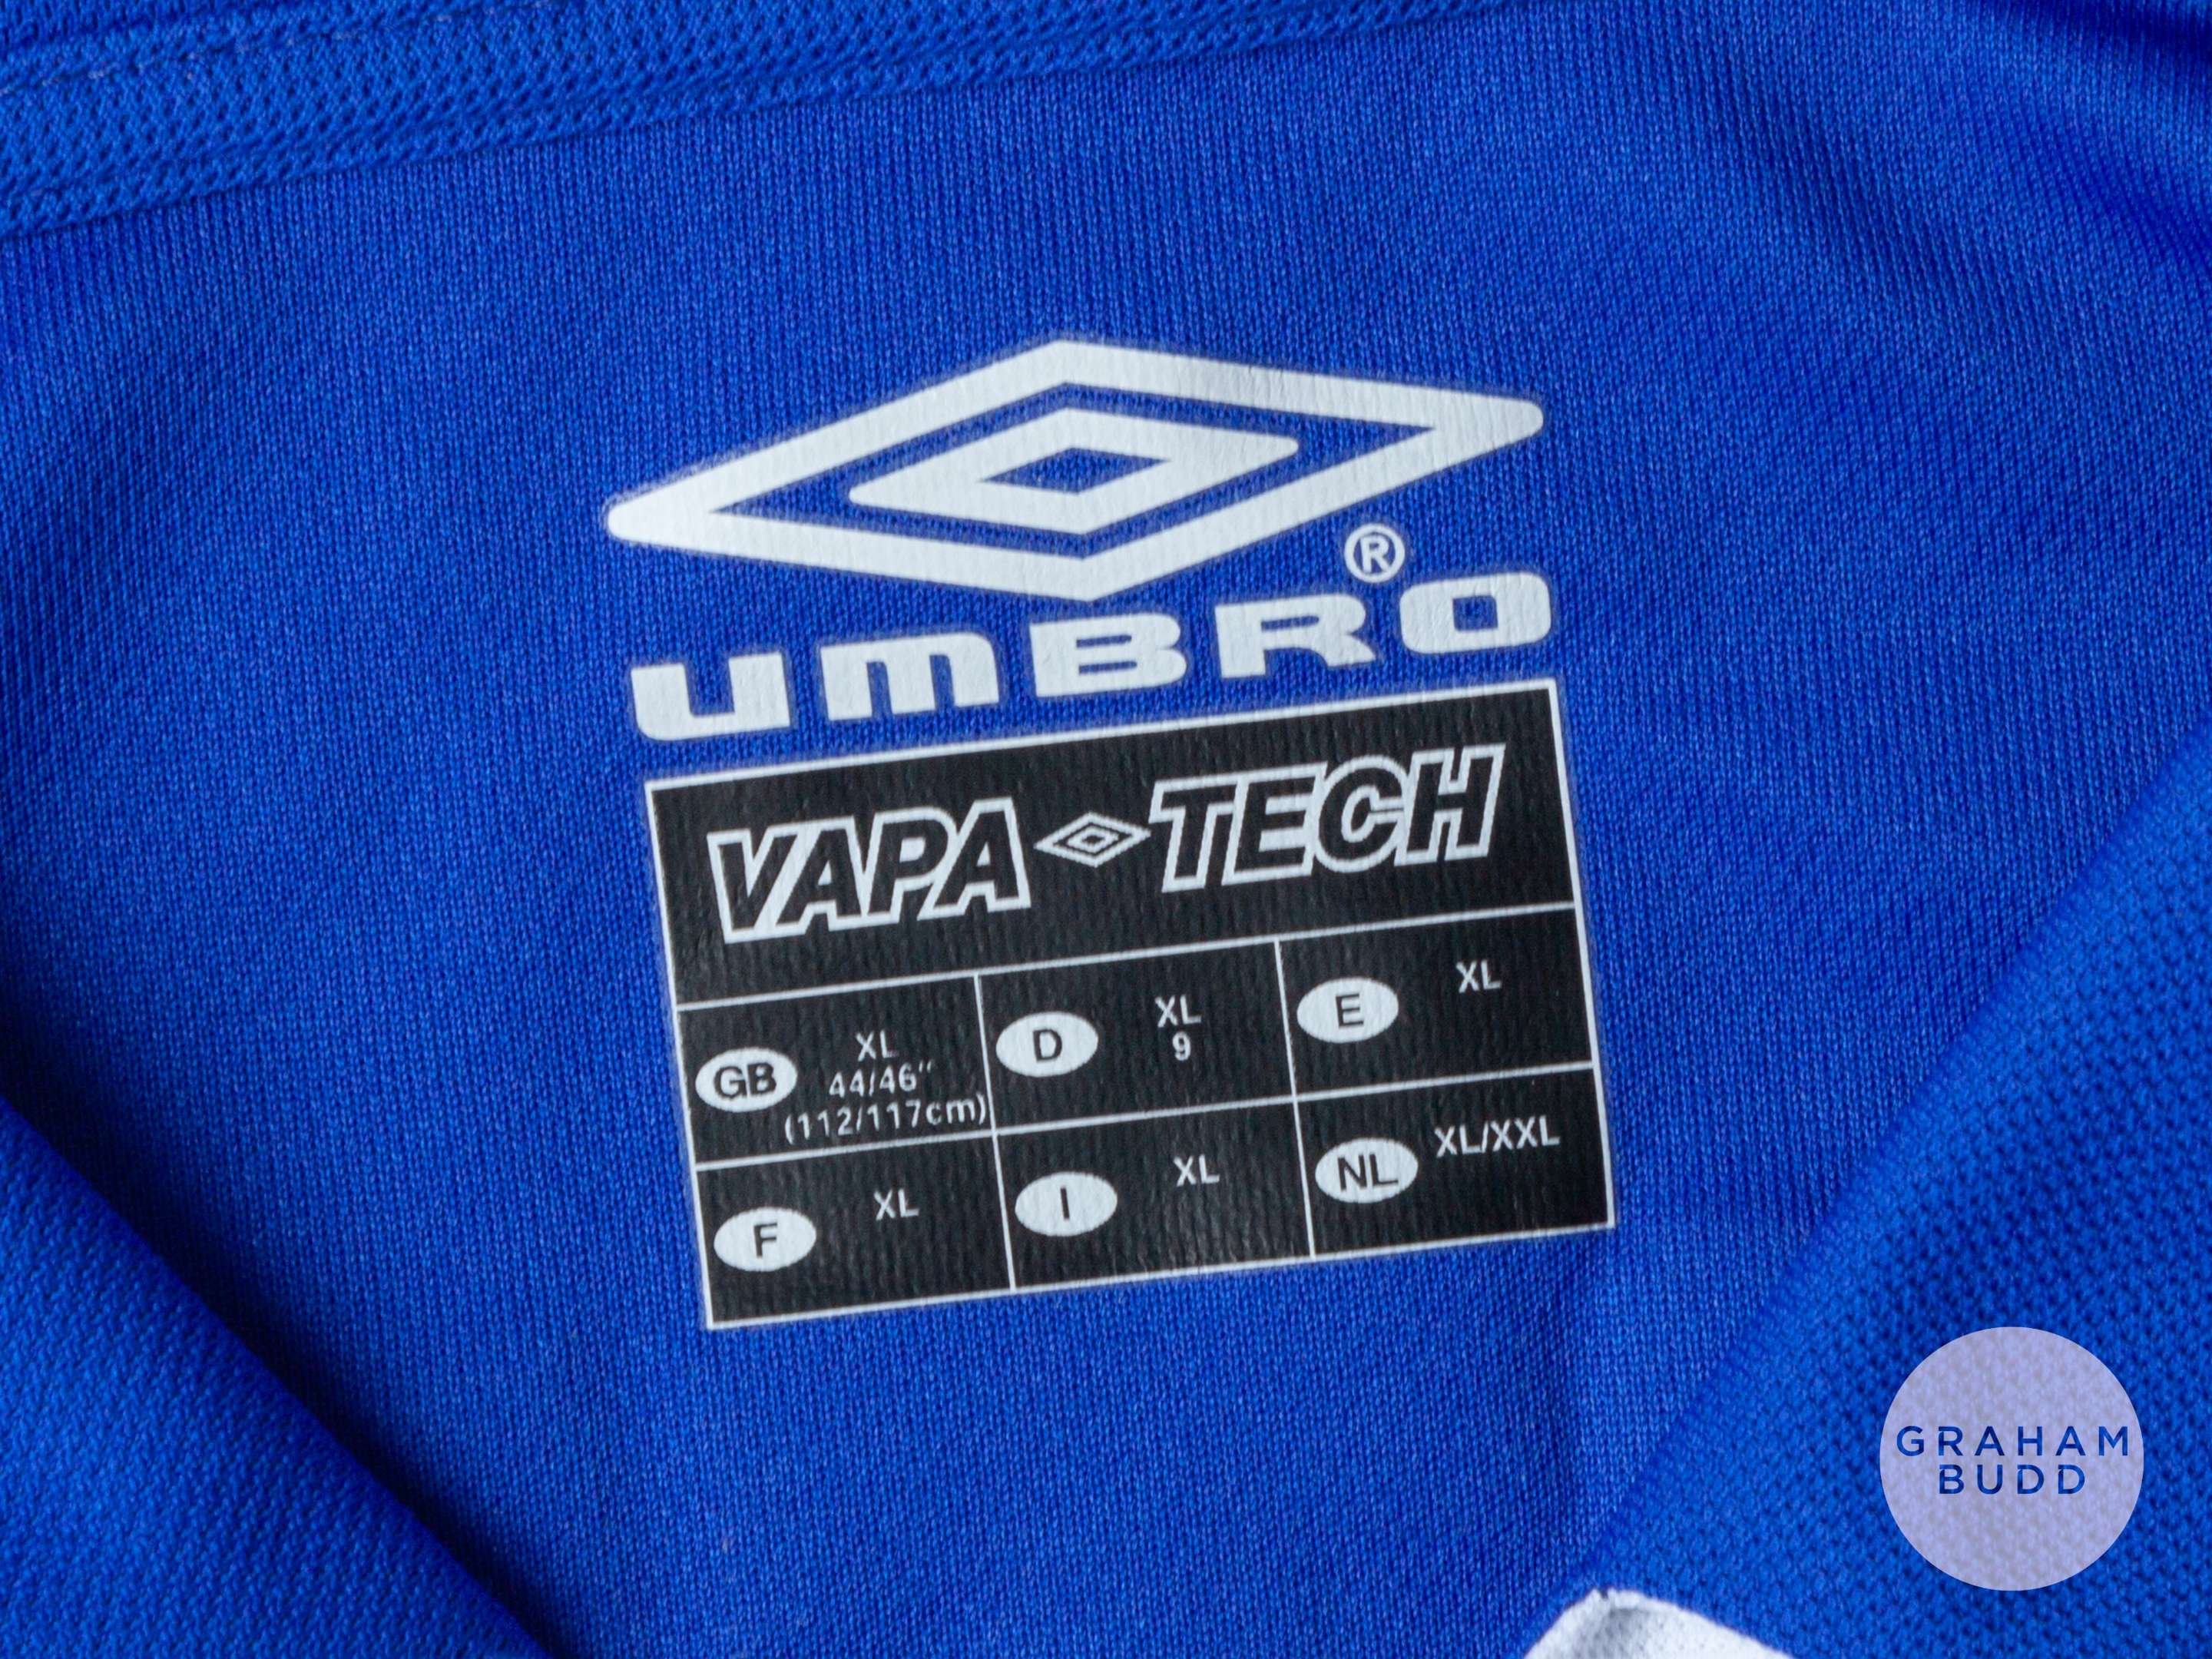 ®
UMBRO
VAPA TECH
GB XL
44/46"
(112/117cm)
D XL
9
E XL
F XL
I XL
NL XL/XXL
GRAHAM
BUDD